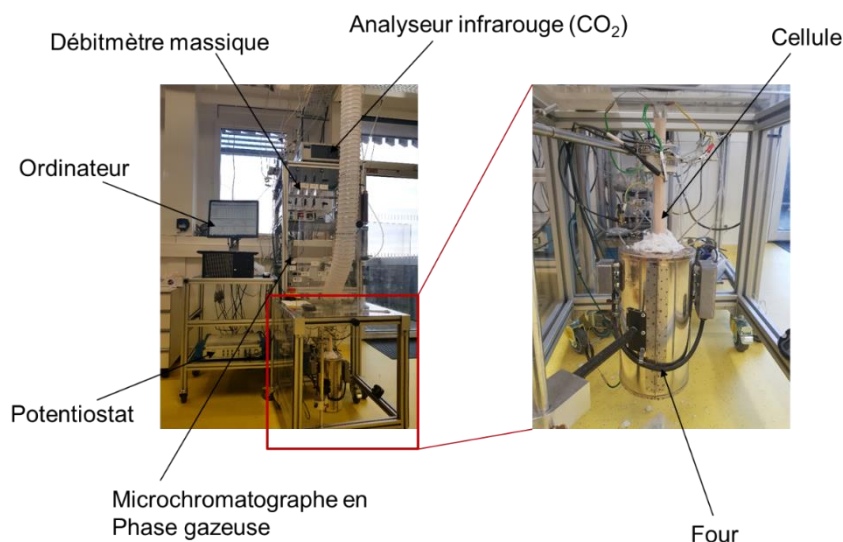 Analyseur infrarouge (CO₂)
Débitmètre massique
Cellule
Ordinateur
Potentiostat
Microchromatographe en
Phase gazeuse
Four